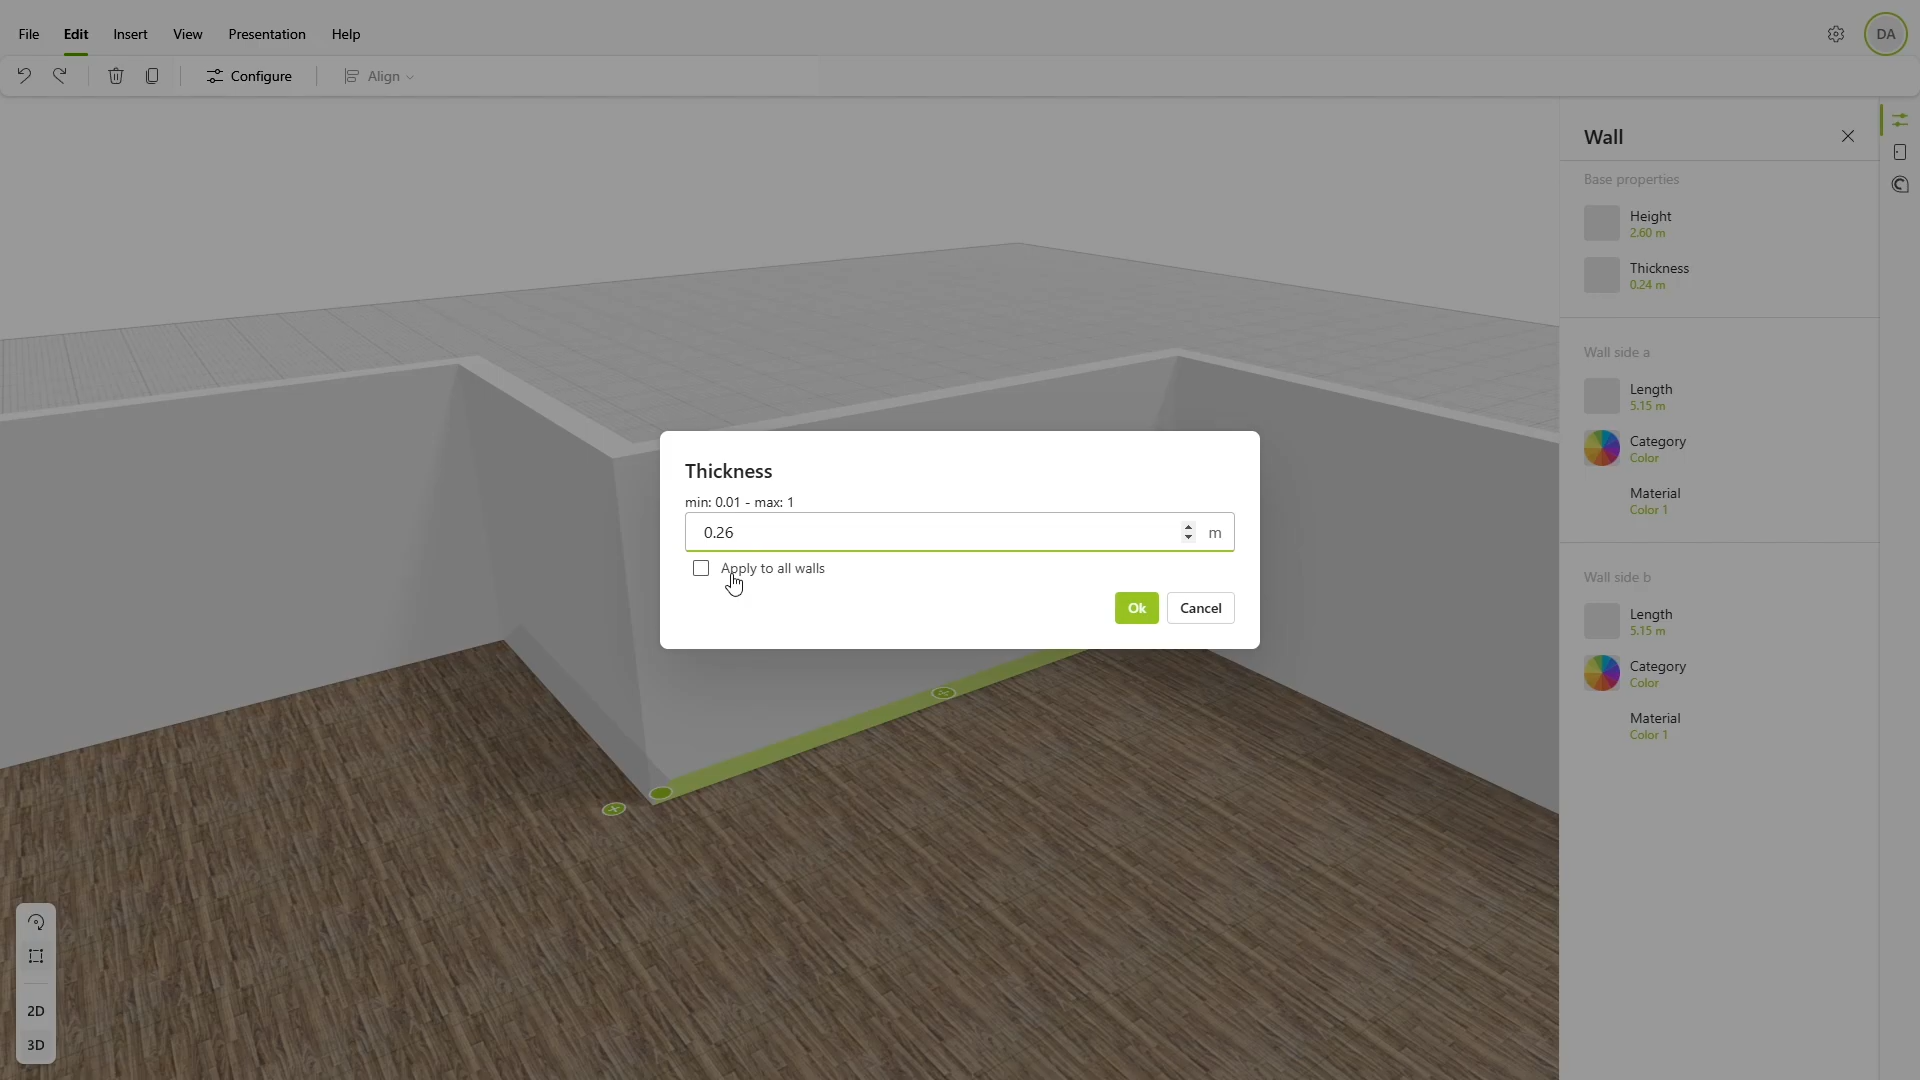 File Edit Insert View Presentation Help
DA
Configure Align
Wall
Base properties
Height
2.60 m
Thickness
0.24 m
Wall side a
Length
5.15 m
Category
Color
Material
Color 1
Wall side b
Length
5.15 m
Category
Color
Material
Color 1
Thickness
min: 0.01 - max: 1
0.26 m
Apply to all walls
Ok Cancel
2D
3D